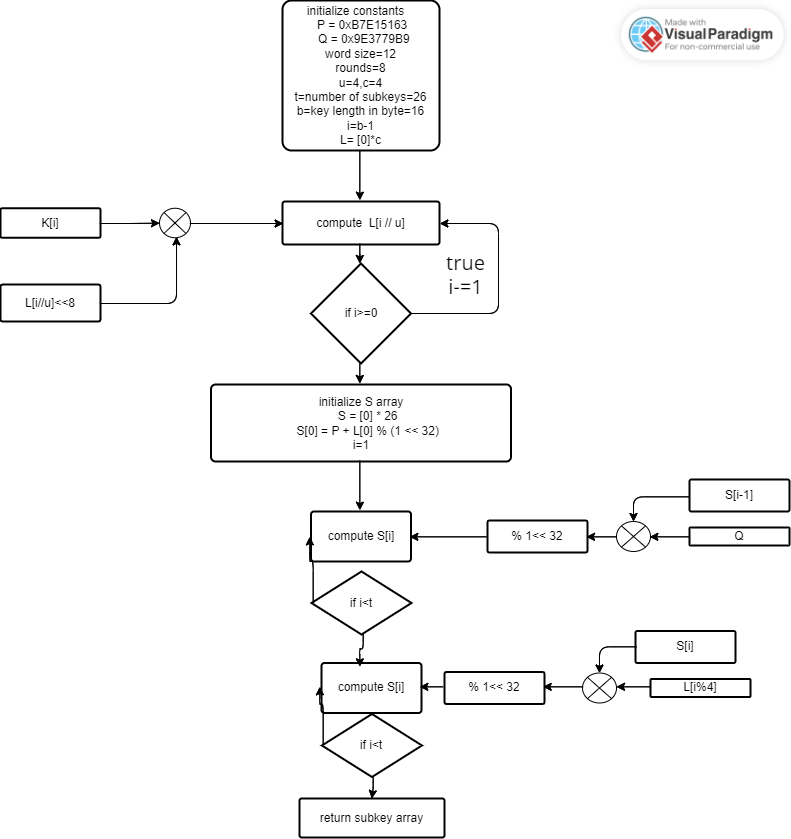 initialize constants
P = 0xB7E15163
Q = 0x9E3779B9
word size=12
rounds=8
u=4,c=4
t=number of subkeys=26
b=key length in byte=16
i=b-1
L= [0]*c
Made with
Visual Paradigm
For non-commercial use
K[i]
compute L[i // u]
true
i-=1
L[i//u]<<8
if i>=0
initialize S array
S = [0] * 26
S[0] = P + L[0] % (1 << 32)
i=1
S[i-1]
compute S[i]
% 1<< 32
Q
if i<t
S[i]
compute S[i]
% 1<< 32
L[i%4]
if i<t
return subkey array